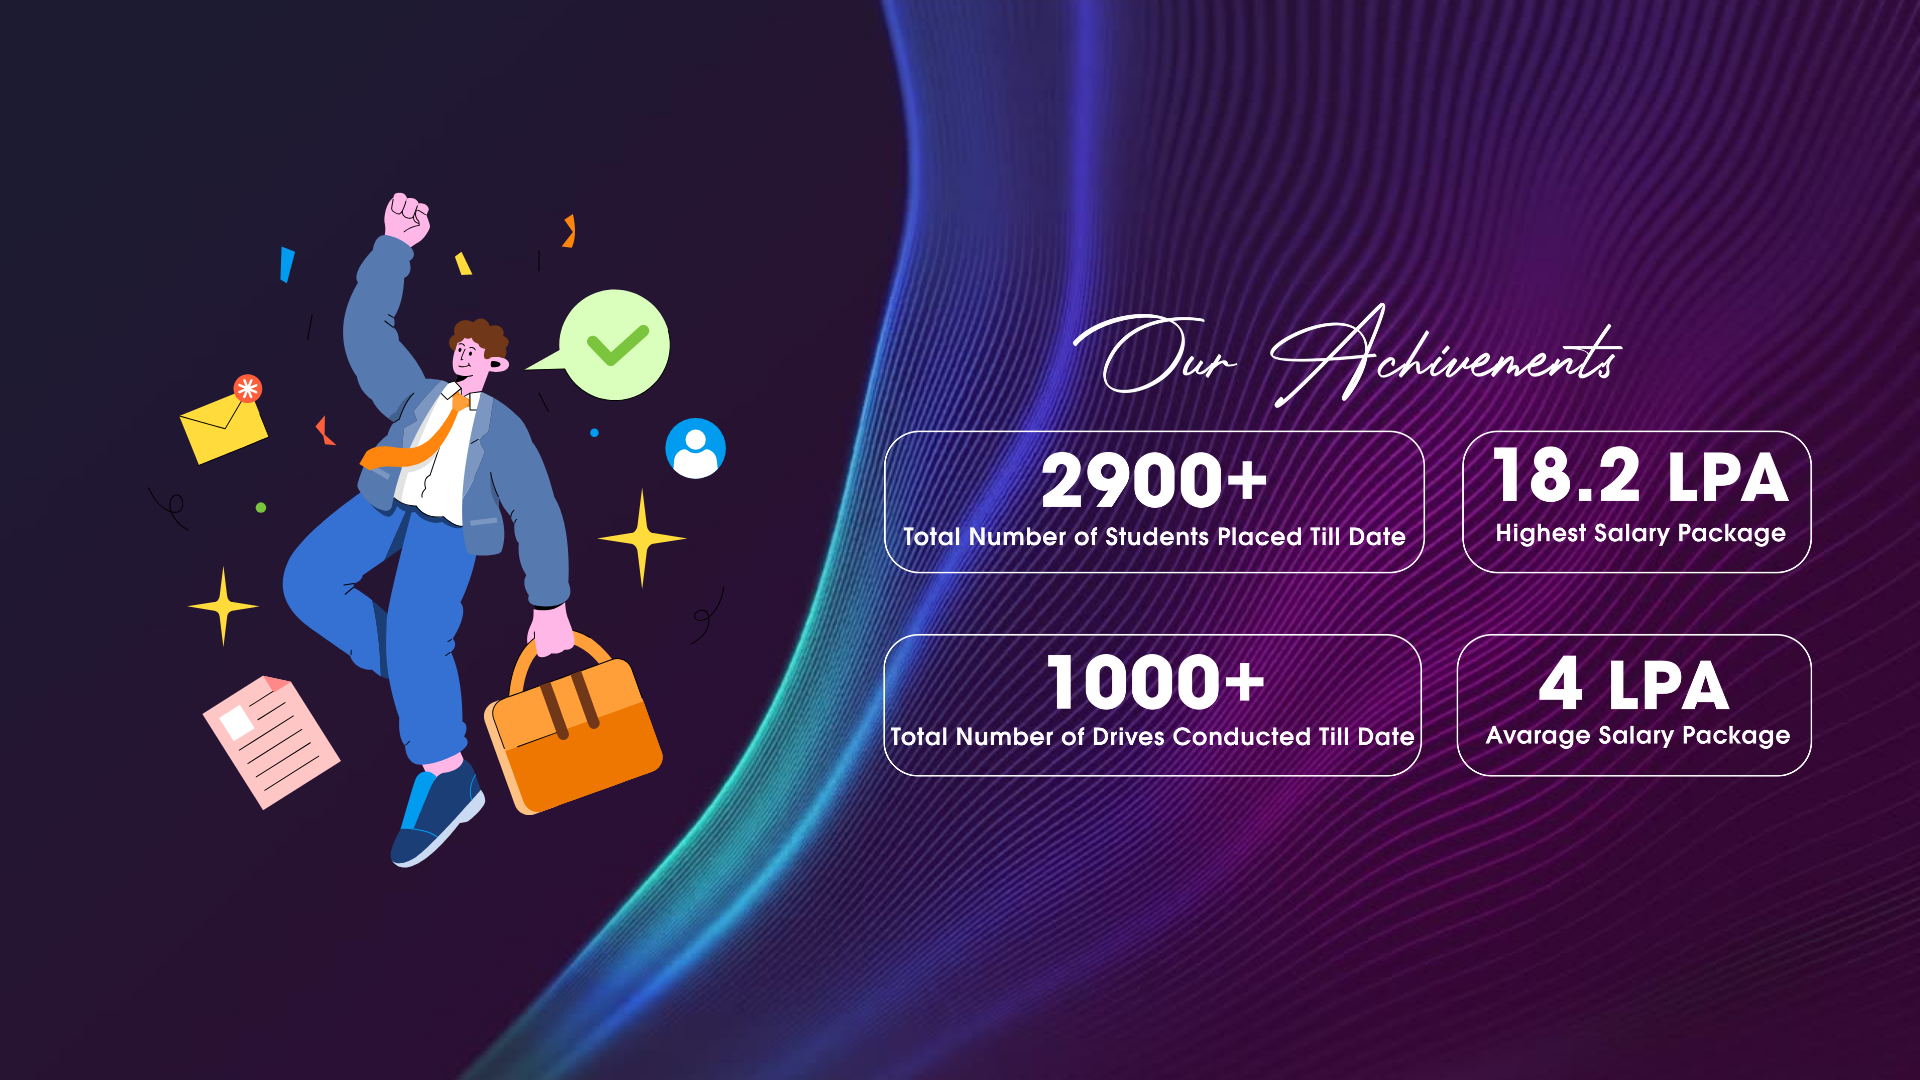 Our Achivements
2900+
Total Number of Students Placed Till Date
18.2 LPA
Highest Salary Package
1000+
Total Number of Drives Conducted Till Date
4 LPA
Avarage Salary Package